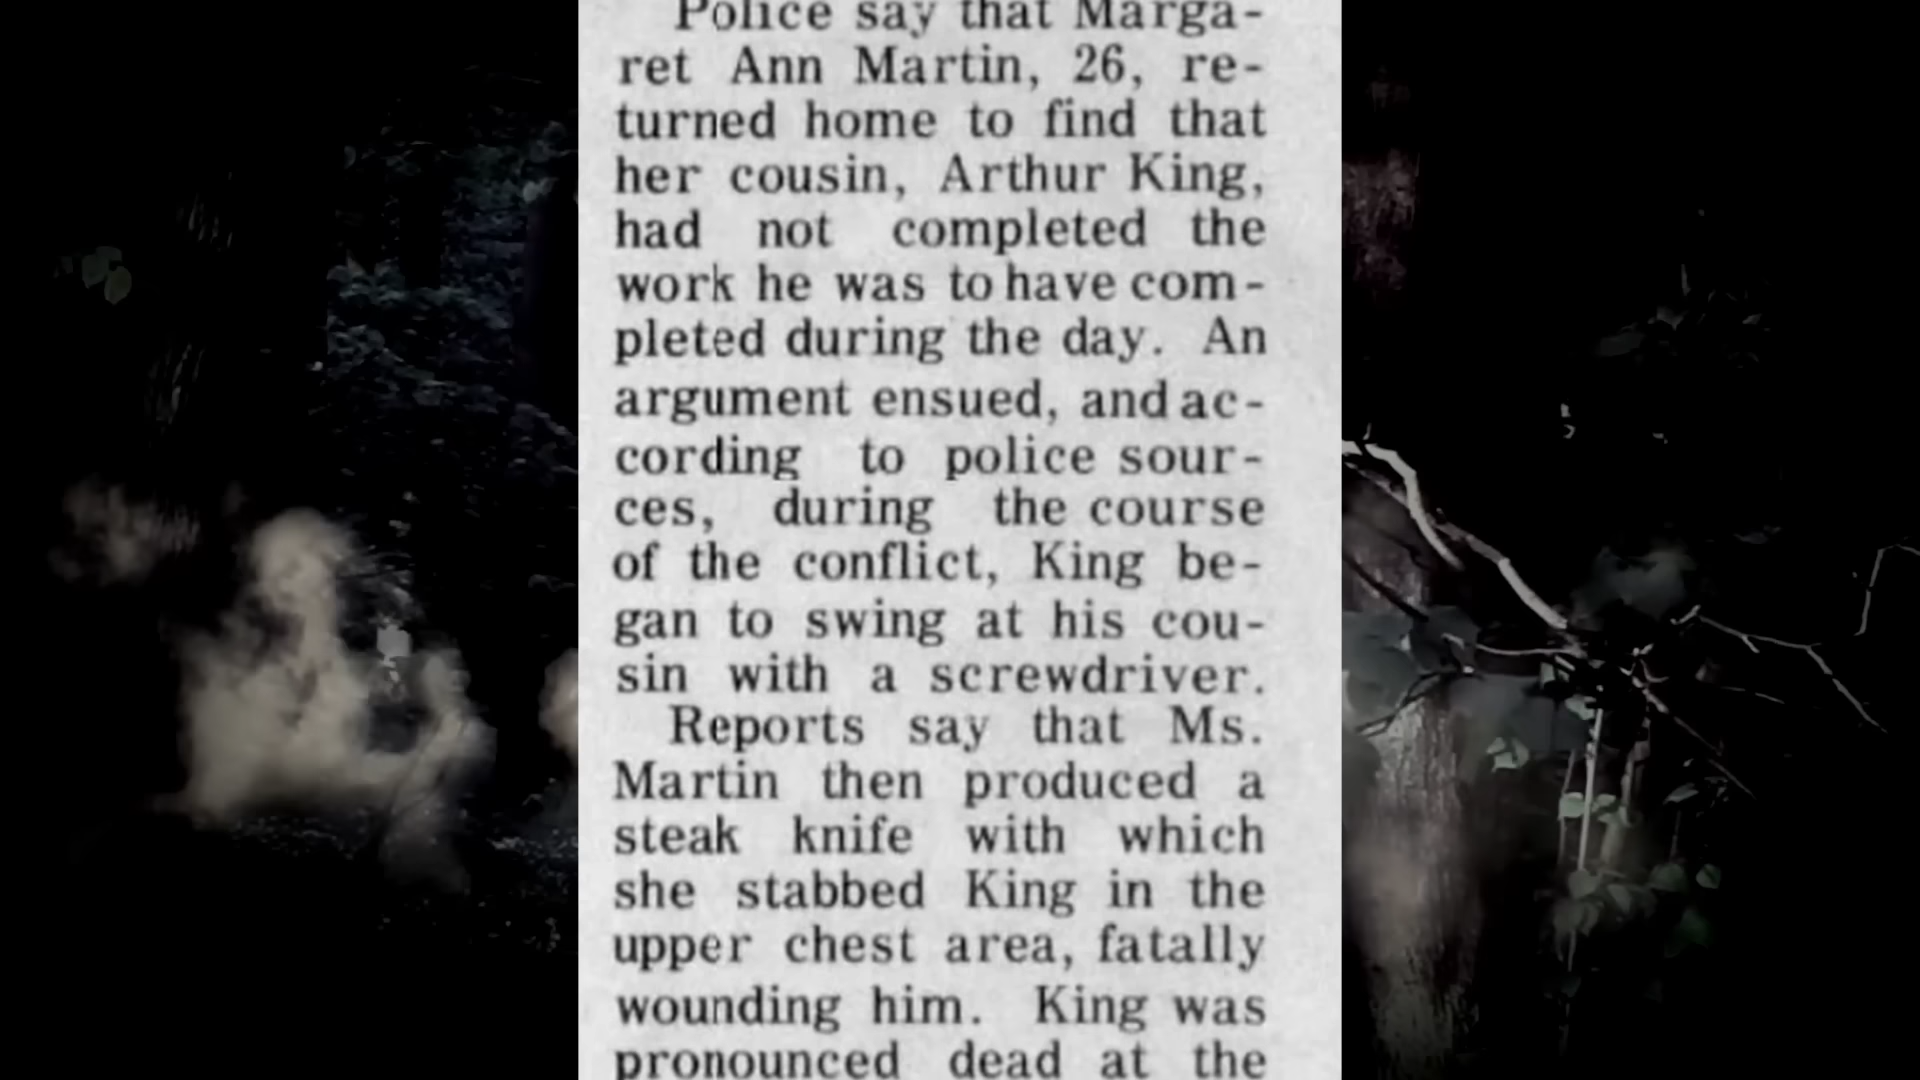 Police say that Marga-
ret Ann Martin, 26, re-
turned home to find that
her cousin, Arthur King,
had not completed the
work he was to have com-
pleted during the day. An
argument ensued, and ac-
cording to police sour-
ces, during the course
of the conflict, King be-
gan to swing at his cou-
sin with a screwdriver.
Reports say that Ms.
Martin then produced a
steak knife with which
she stabbed King in the
upper chest area, fatally
wounding him. King was
pronounced dead at the